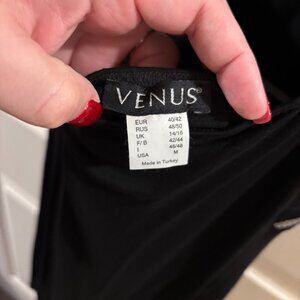 VENUS®
EUR 40/42
RUS 48/50
UK 14/16
F/B 42/44
I 46/48
USA M
Made in Turkey